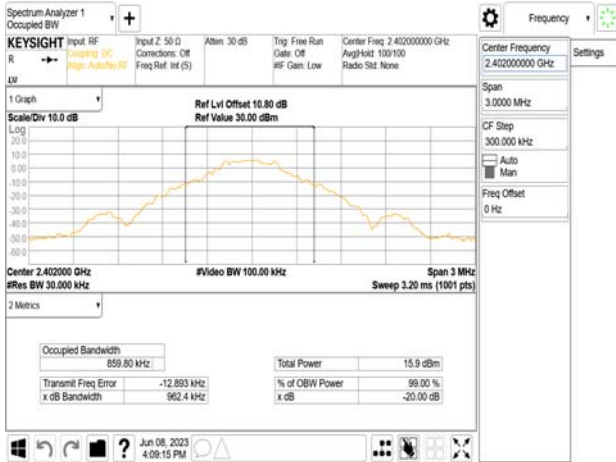 Spectrum Analyzer 1
Occupied BW
Frequency
KEYSIGHT
Input: RF
Coupling: DC
Align: Auto/No RF
Input Z: 50 Ω
Corrections: Off
Freq Ref: Int (S)
Atten: 30 dB
Trig: Free Run
Gate: Off
#IF Gain: Low
Center Freq: 2.402000000 GHz
Avg|Hold: 100/100
Radio Std: None
R
1 Graph
Scale/Div 10.0 dB
Ref Lvl Offset 10.80 dB
Ref Value 30.00 dBm
Log
20.0
10.0
0.00
-10.0
-20.0
-30.0
-40.0
-50.0
-60.0
Center 2.402000 GHz
#Res BW 30.000 kHz
#Video BW 100.00 kHz
Span 3 MHz
Sweep 3.20 ms (1001 pts)
2 Metrics
Occupied Bandwidth
859.80 kHz
Total Power
15.9 dBm
Transmit Freq Error
-12.893 kHz
% of OBW Power
99.00 %
x dB Bandwidth
962.4 kHz
x dB
-20.00 dB
Jun 08, 2023
4:09:15 PM
Center Frequency
2.402000000 GHz
Settings
Span
3.0000 MHz
CF Step
300.000 kHz
Auto
Man
Freq Offset
0 Hz